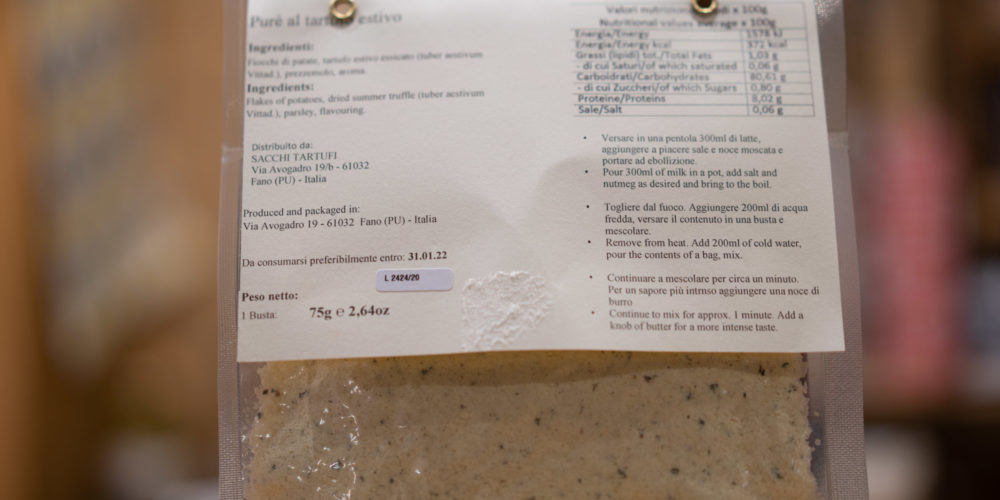 Puré al tartufo estivo
Ingredienti:
Fiocchi di patate, tartufo estivo essicato (tuber aestivum
Vittad.), prezzemolo, aroma.
Ingredients:
Flakes of potatoes, dried summer truffle (tuber aestivum
Vittad.), parsley, flavouring.
Distribuito da:
SACCHI TARTUFI
Via Avogadro 19/b - 61032
Fano (PU) - Italia
Produced and packaged in:
Via Avogadro 19 - 61032 Fano (PU) - Italia
Da consumarsi preferibilmente entro: 31.01.22
L 2424/20
Peso netto:
1 Busta: 75g e 2,64oz
Valori nutrizionali x 100g
Nutritional values average x 100g
Energia/Energy 1578 kJ
Energia/Energy kcal 372 kcal
Grassi (lipidi) tot./Total Fats 1,03 g
- di cui Saturi/of which saturated 0,06 g
Carboidrati/Carbohydrates 80,61 g
- di cui Zuccheri/of which Sugars 0,80 g
Proteine/Proteins 8,02 g
Sale/Salt 0,06 g
• Versare in una pentola 300ml di latte,
aggiungere a piacere sale e noce moscata e
portare ad ebollizione.
• Pour 300ml of milk in a pot, add salt and
nutmeg as desired and bring to the boil.
• Togliere dal fuoco. Aggiungere 200ml di acqua
fredda, versare il contenuto in una busta e
mescolare.
• Remove from heat. Add 200ml of cold water,
pour the contents of a bag, mix.
• Continuare a mescolare per circa un minuto.
Per un sapore più intrnso aggiungere una noce di
burro
• Continue to mix for approx. 1 minute. Add a
knob of butter for a more intense taste.